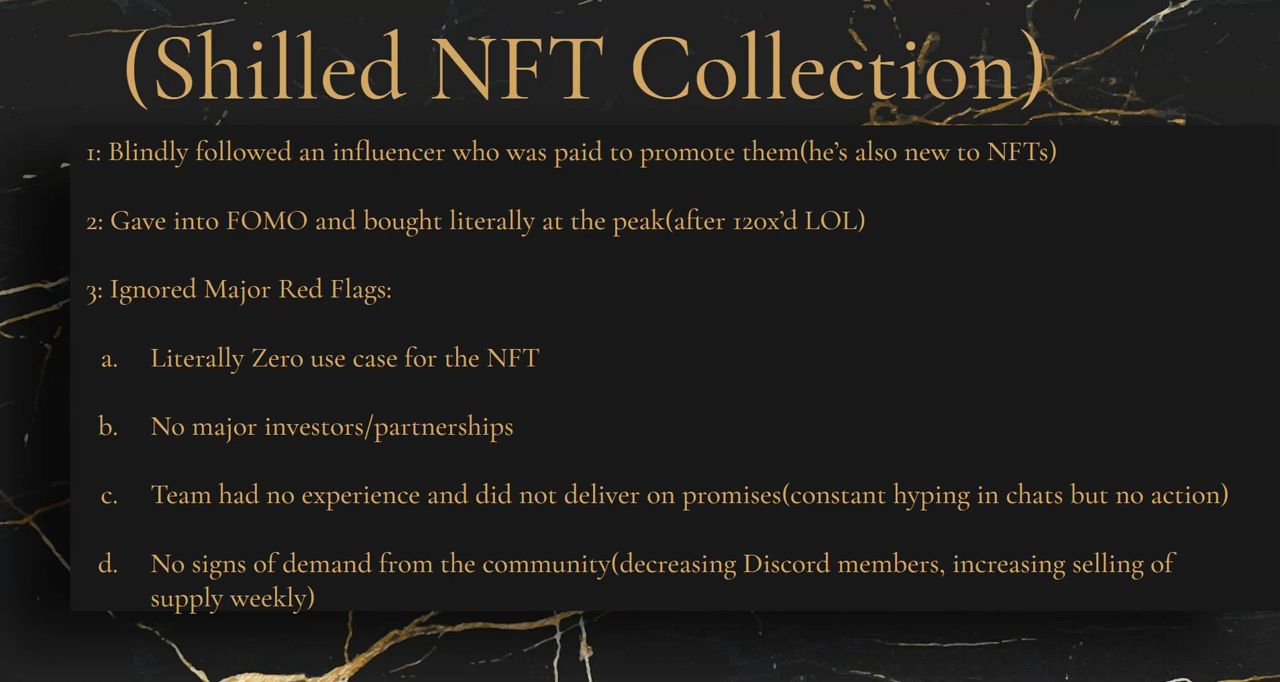 (Shilled NFT Collection)
1: Blindly followed an influencer who was paid to promote them(he’s also new to NFTs)
2: Gave into FOMO and bought literally at the peak(after 120x’d LOL)
3: Ignored Major Red Flags:
a. Literally Zero use case for the NFT
b. No major investors/partnerships
c. Team had no experience and did not deliver on promises(constant hyping in chats but no action)
d. No signs of demand from the community(decreasing Discord members, increasing selling of
supply weekly)